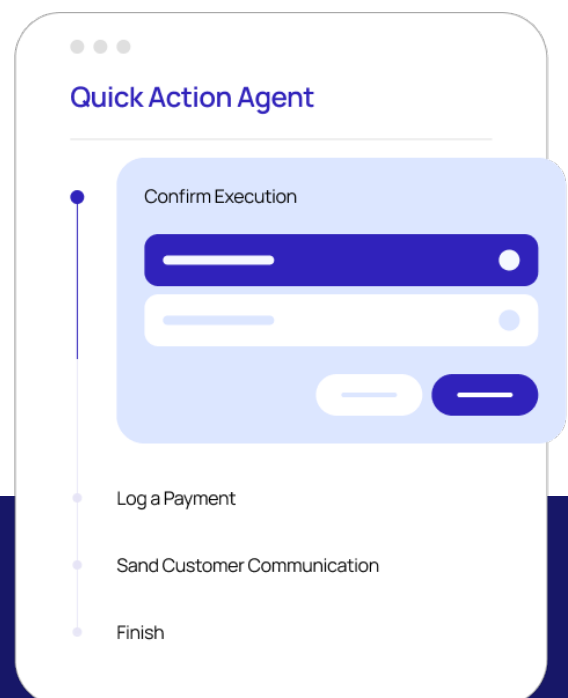 Quick Action Agent
Confirm Execution
Log a Payment
Sand Customer Communication
Finish